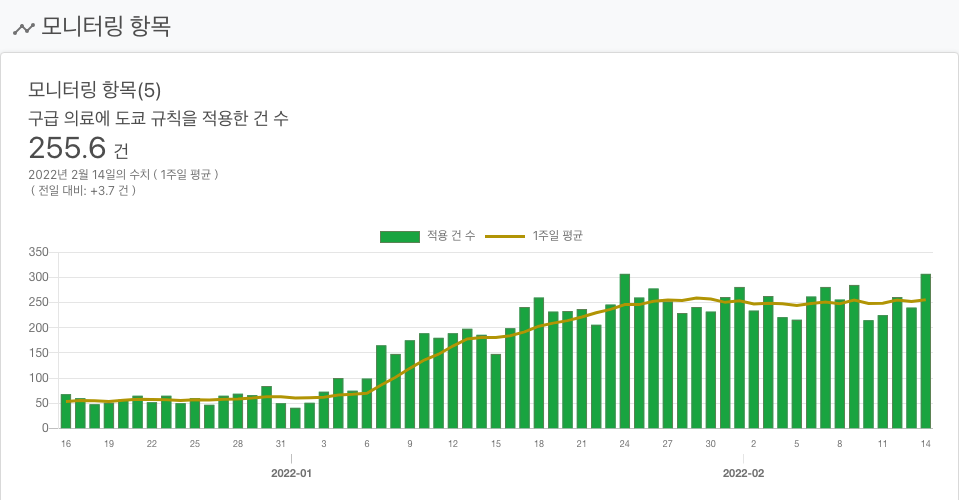 모니터링 항목
모니터링 항목(5)
구급 의료에 도쿄 규칙을 적용한 건 수
255.6 건
2022년 2월 14일의 수치 ( 1주일 평균 )
( 전일 대비: +3.7 건 )
적용 건 수 1주일 평균
350
300
250
200
150
100
50
0
16 19 22 25 28 31 3 6 9 12 15 18 21 24 27 30 2 5 8 11 14
2022-01 2022-02